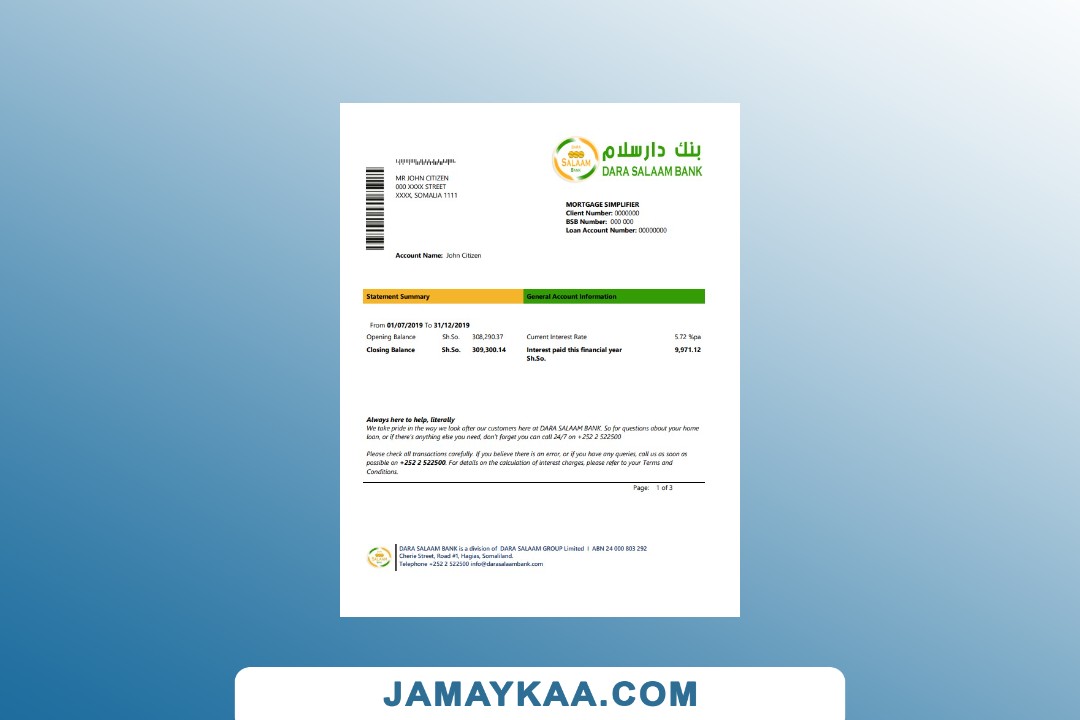 بنك دارسلام
SALAAM
Bank
DARA SALAAM BANK
MR JOHN CITIZEN
000 XXXX STREET
XXXX, SOMALIA 1111
MORTGAGE SIMPLIFIER
Client Number: 0000000
BSB Number: 000 000
Loan Account Number: 00000000
Account Name: John Citizen
Statement Summary
General Account Information
From 01/07/2019 To 31/12/2019
Opening Balance Sh.So. 308,290.37
Current Interest Rate 5.72 %pa
Closing Balance Sh.So. 309,300.14
Interest paid this financial year 9,971.12
Sh.So.
Always here to help, literally
We take pride in the way we look after our customers here at DARA SALAAM BANK. So for questions about your home
loan, or if there's anything else you need, don't forget you can call 24/7 on +252 2 522500
Please check all transactions carefully. If you believe there is an error, or if you have any queries, call us as soon as
possible on +252 2 522500. For details on the calculation of interest charges, please refer to your Terms and
Conditions.
Page: 1 of 3
DARA SALAAM BANK is a division of DARA SALAAM GROUP Limited I ABN 24 000 803 292
Cherie Street, Road #1, Hagias, Somaliland.
Telephone +252 2 522500 info@darasalaambank.com
JAMAYKAA.COM